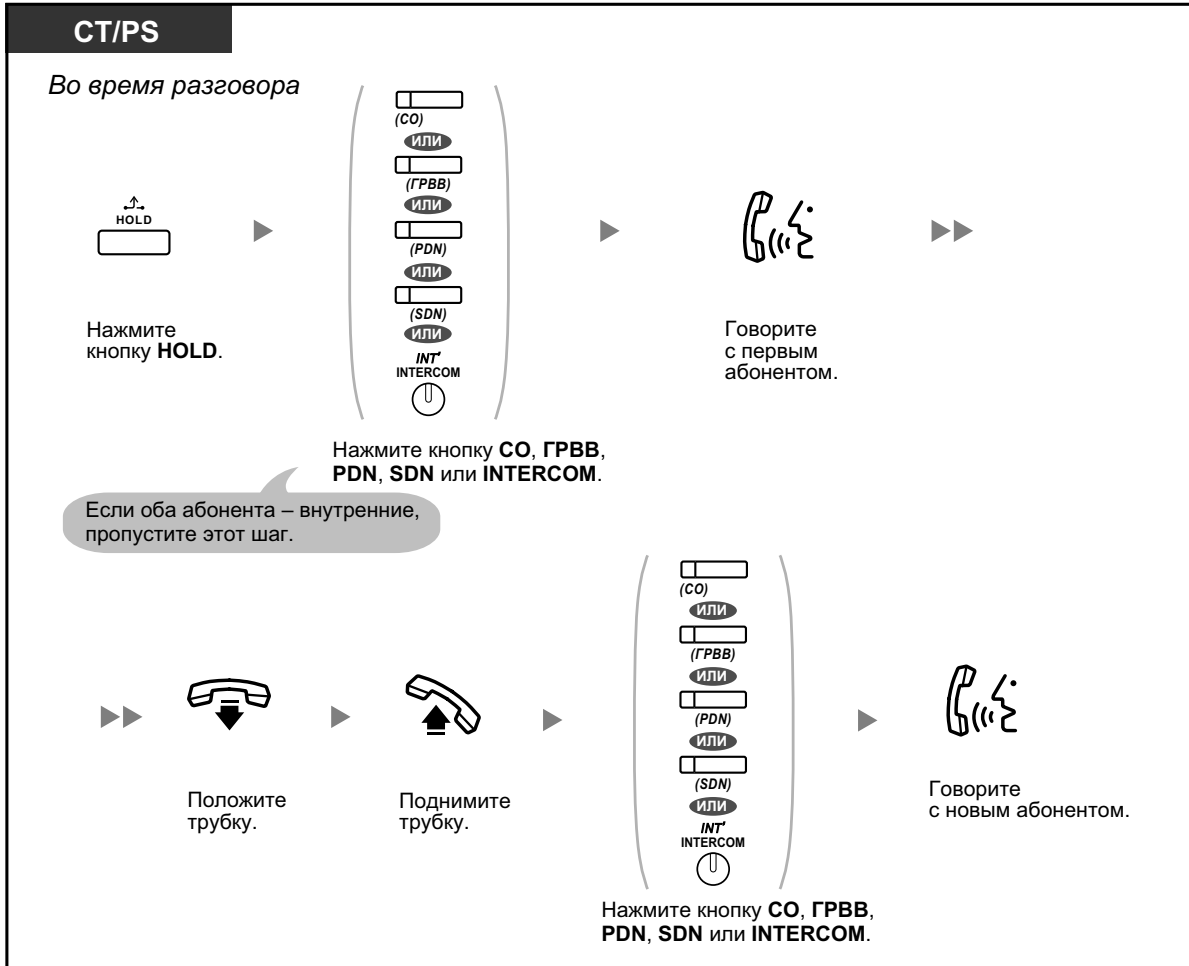 CT/PS
Во время разговора
HOLD
Нажмите
кнопку HOLD.
(CO)
ИЛИ
(ГРВВ)
ИЛИ
(PDN)
ИЛИ
(SDN)
ИЛИ
INT'
INTERCOM
Нажмите кнопку CO, ГРВВ,
PDN, SDN или INTERCOM.
Говорите
с первым
абонентом.
Если оба абонента – внутренние,
пропустите этот шаг.
Положите
трубку.
Поднимите
трубку.
(CO)
ИЛИ
(ГРВВ)
ИЛИ
(PDN)
ИЛИ
(SDN)
ИЛИ
INT'
INTERCOM
Нажмите кнопку CO, ГРВВ,
PDN, SDN или INTERCOM.
Говорите
с новым абонентом.